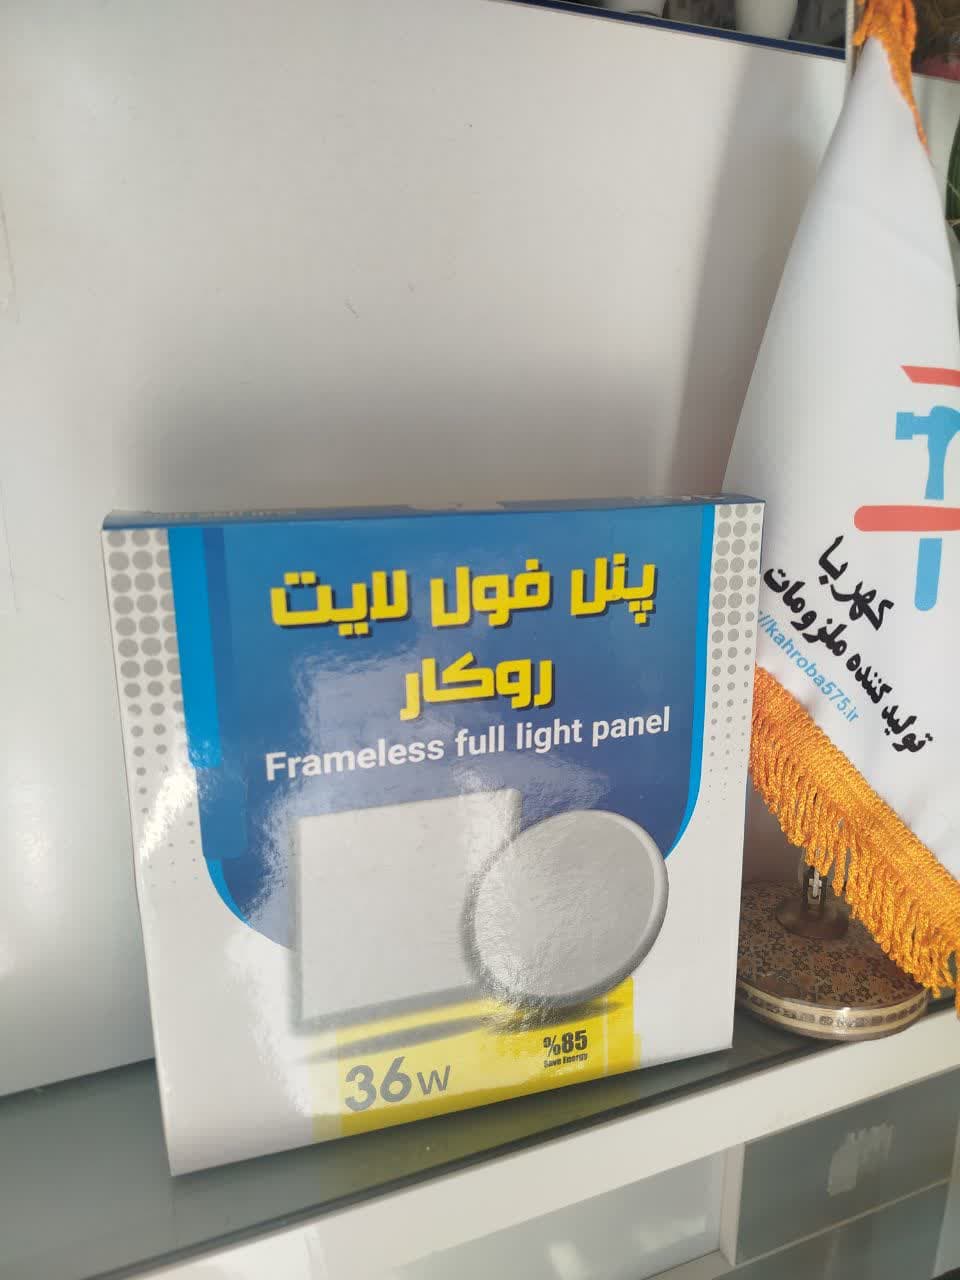 پنل فول لایت
روکار
Frameless full light panel
36W
%85
Save Energy
کهربا
تولید کننده ملزومات
//kahroba575.ir